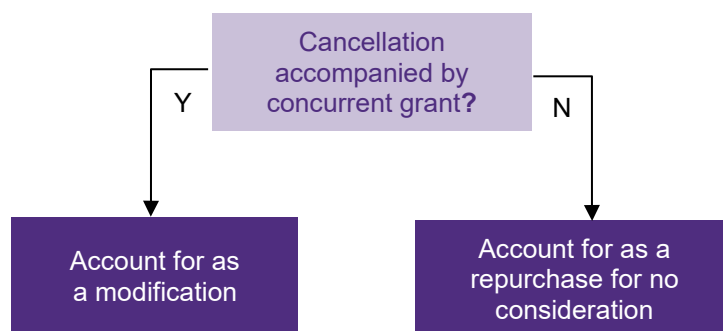 Cancellation
accompanied by
concurrent grant?
Y
N
Account for as
a modification
Account for as a
repurchase for no
consideration